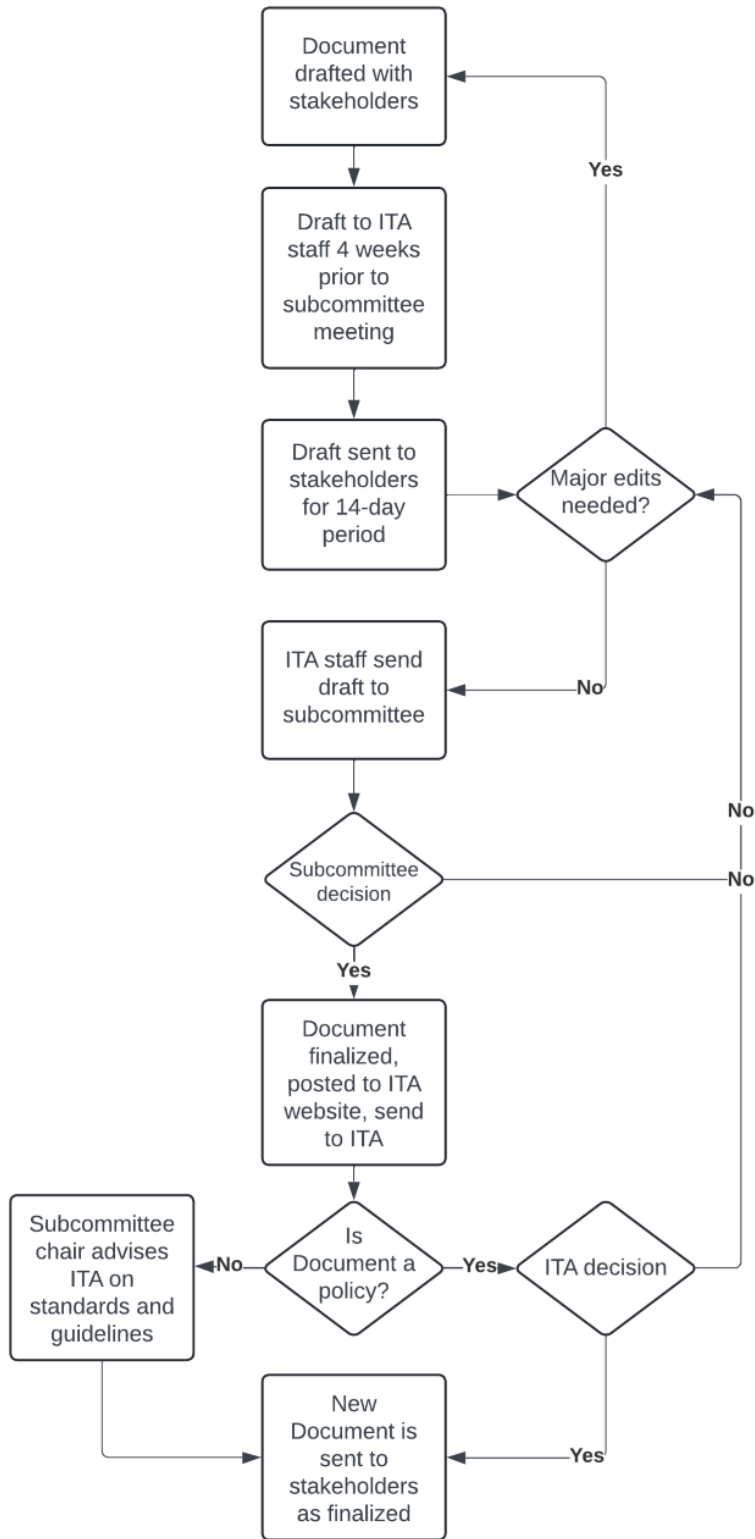 Document
drafted with
stakeholders
Yes
Draft to ITA
staff 4 weeks
prior to
subcommittee
meeting
Draft sent to
stakeholders
for 14-day
period
Major edits
needed?
ITA staff send
draft to
subcommittee
No
No
Subcommittee
decision
No
Yes
Document
finalized,
posted to ITA
website, send
to ITA
Subcommittee
chair advises
ITA on
standards and
guidelines
No
Is
Document a
policy?
Yes
ITA decision
New
Document is
sent to
stakeholders
as finalized
Yes